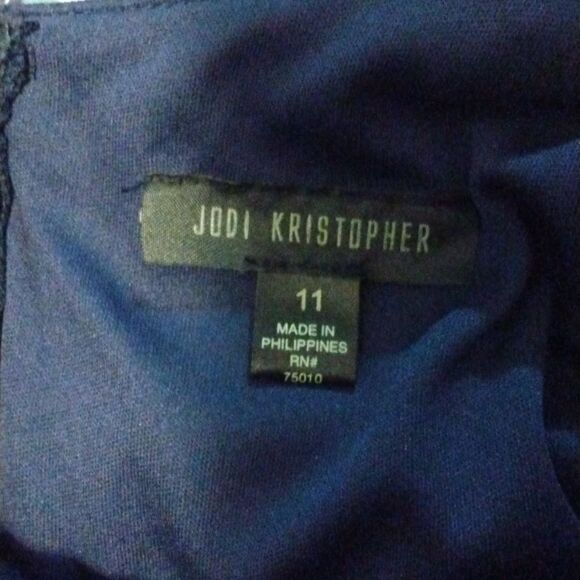 JODI KRISTOPHER
11
MADE IN
PHILIPPINES
RN#
75010